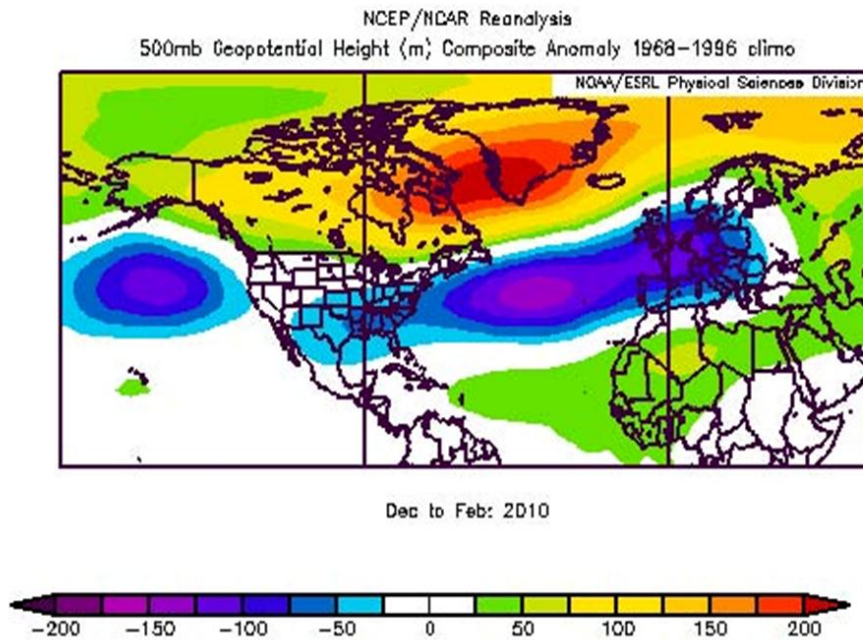 NCEP/NCAR Reanalysis
500mb Geopotential Height (m) Composite Anomaly 1968-1996 climo
NOAA/ESRL Physical Sciences Division
Dec to Feb: 2010
-200 -150 -100 -50 0 50 100 150 200